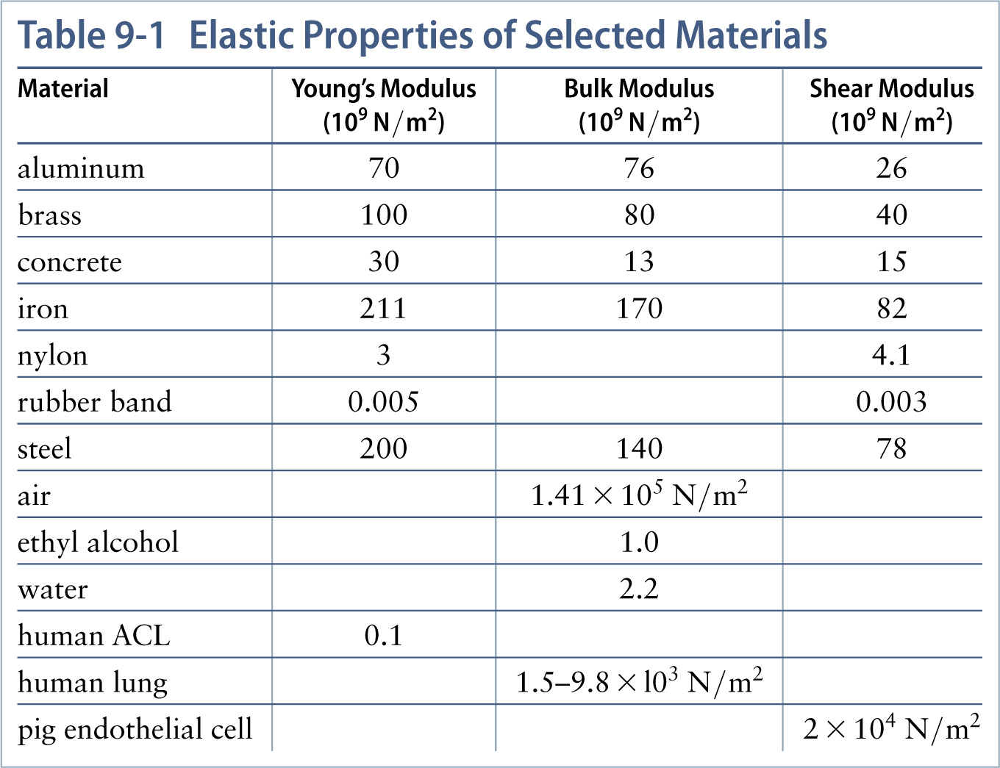 Table 9-1 Elastic Properties of Selected Materials
Material Young's Modulus Bulk Modulus Shear Modulus
(10⁹ N/m²) (10⁹ N/m²) (10⁹ N/m²)
aluminum 70 76 26
brass 100 80 40
concrete 30 13 15
iron 211 170 82
nylon 3 4.1
rubber band 0.005 0.003
steel 200 140 78
air 1.41 × 10⁵ N/m²
ethyl alcohol 1.0
water 2.2
human ACL 0.1
human lung 1.5–9.8 × l0³ N/m²
pig endothelial cell 2 × 10⁴ N/m²